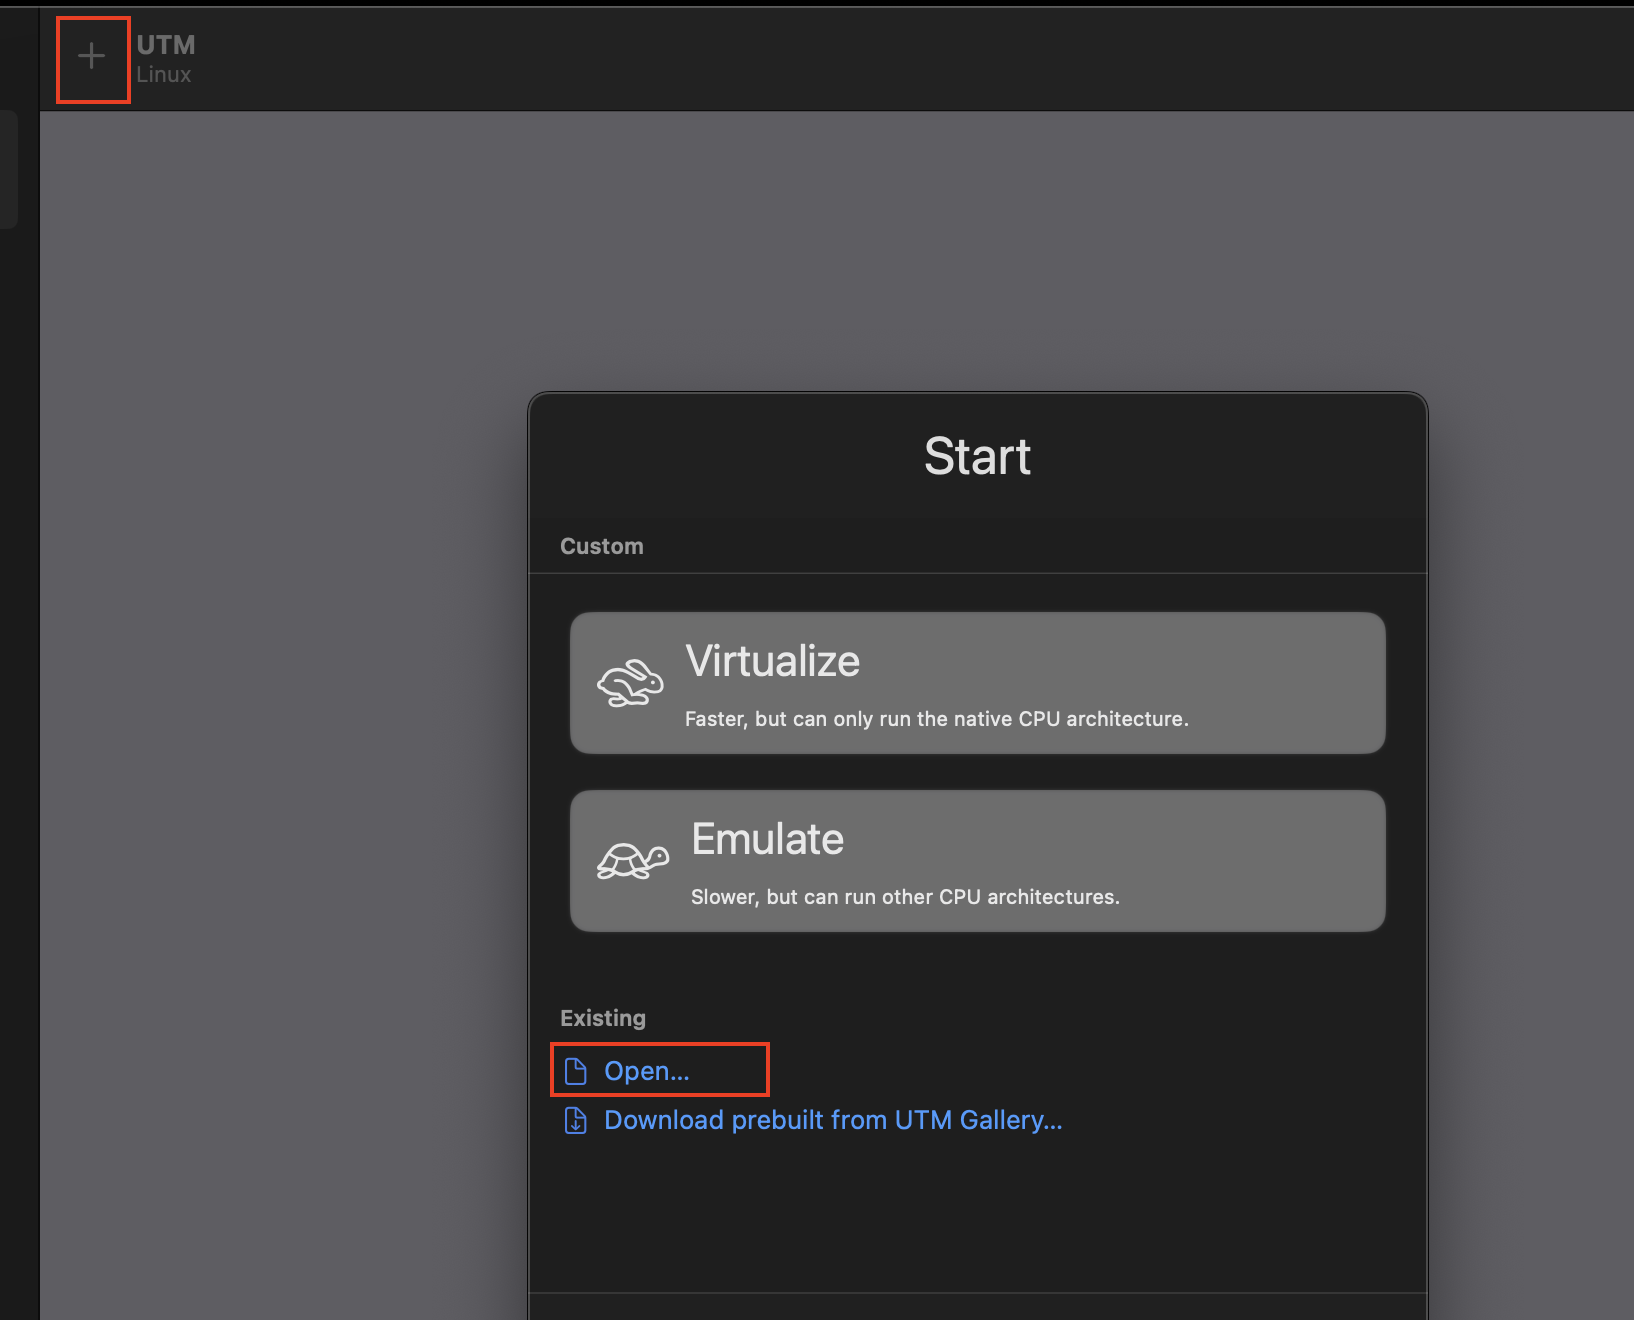 UTM
Linux
Start
Custom
Virtualize
Faster, but can only run the native CPU architecture.
Emulate
Slower, but can run other CPU architectures.
Existing
Open...
Download prebuilt from UTM Gallery...